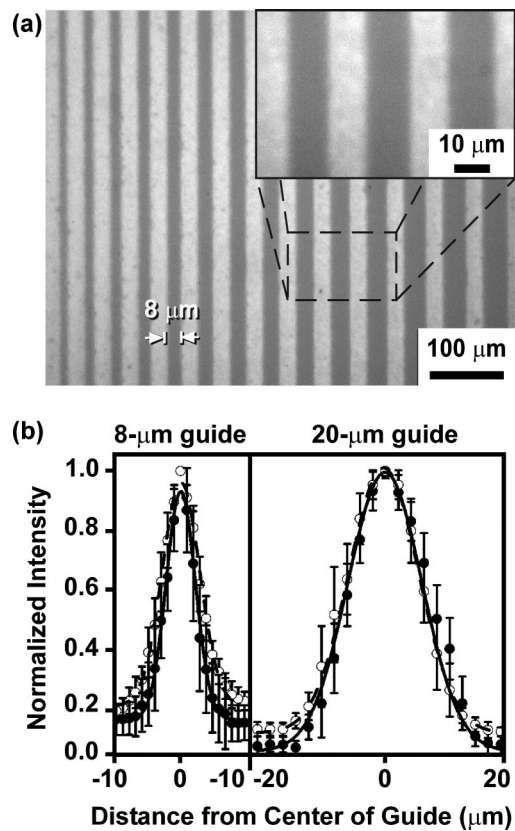 (a)
10 μm
8 μm
100 μm
(b)
8-μm guide 20-μm guide
1.0
0.8
0.6
0.4
0.2
0.0
Normalized Intensity
-10 0 -10 -20 0 20
Distance from Center of Guide (μm)